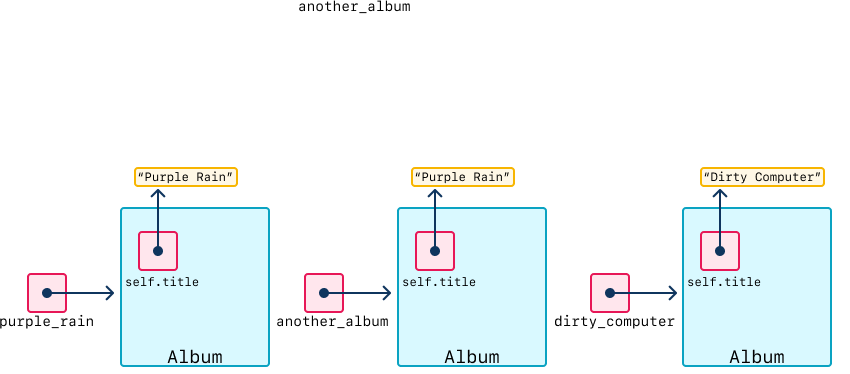 another_album
“Purple Rain”
“Purple Rain”
“Dirty Computer”
self.title
self.title
self.title
purple_rain
another_album
dirty_computer
Album
Album
Album